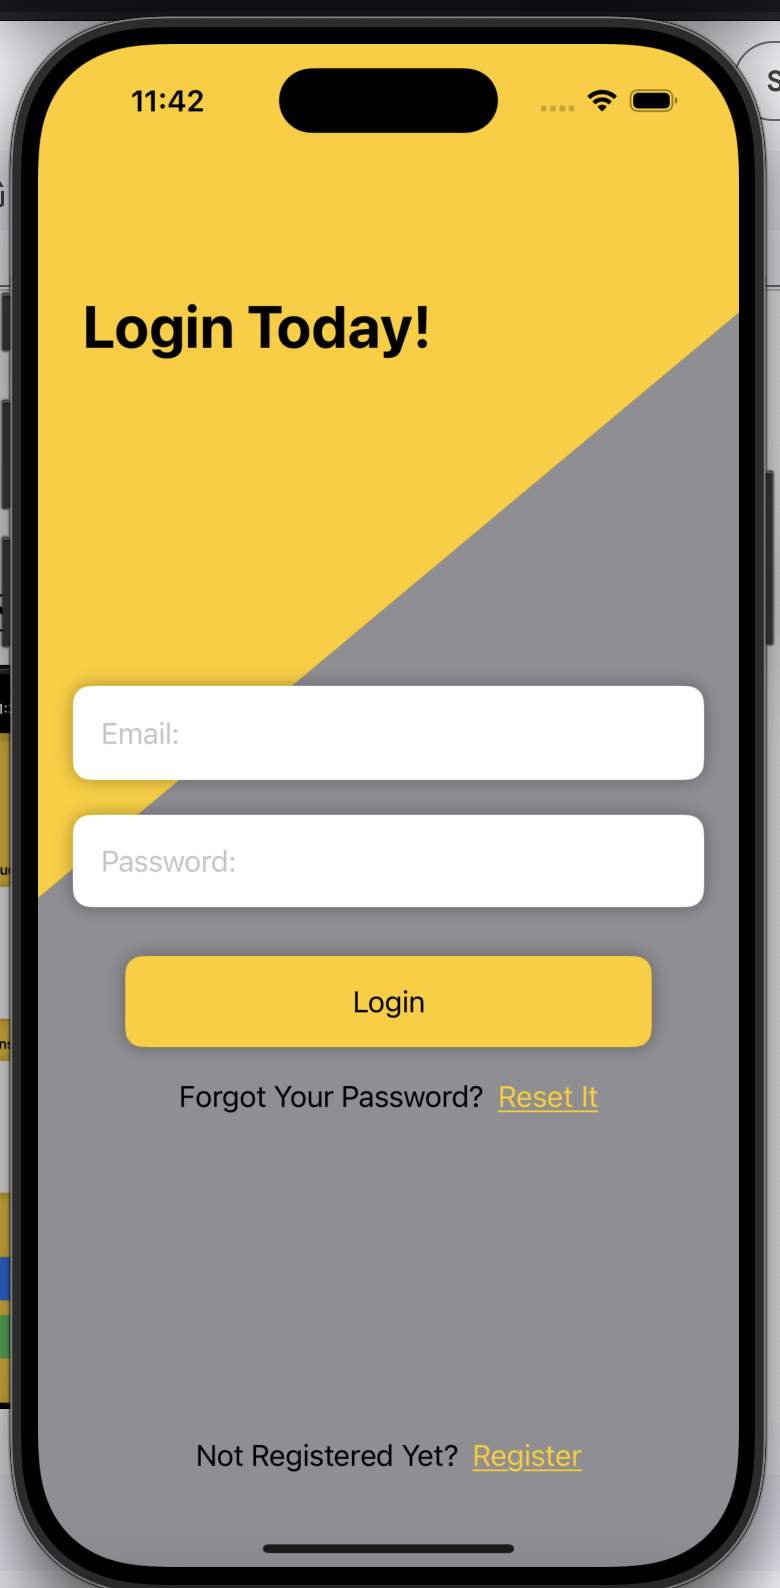 11:42
Login Today!
Email:
Password:
Login
Forgot Your Password? Reset It
Not Registered Yet? Register